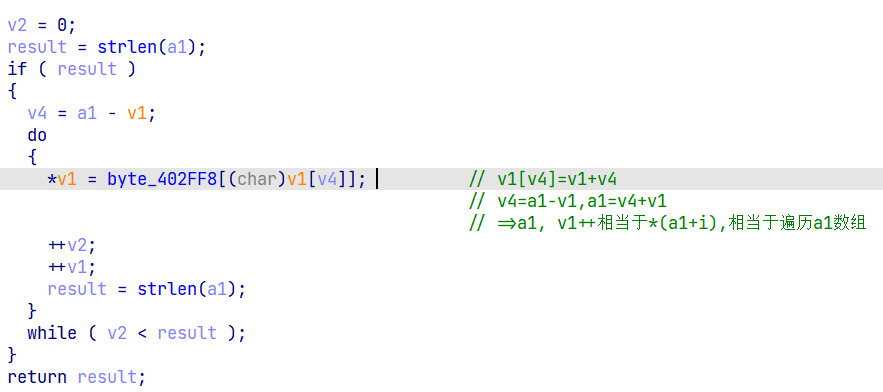 v2 = 0;
result = strlen(a1);
if ( result )
{
  v4 = a1 - v1;
  do
  {
    *v1 = byte_402FF8[(char)v1[v4]];          // v1[v4]=v1+v4
                                              // v4=a1-v1,a1=v4+v1
                                              // =>a1, v1++相当于*(a1+i),相当于遍历a1数组
    ++v2;
    ++v1;
    result = strlen(a1);
  }
  while ( v2 < result );
}
return result;